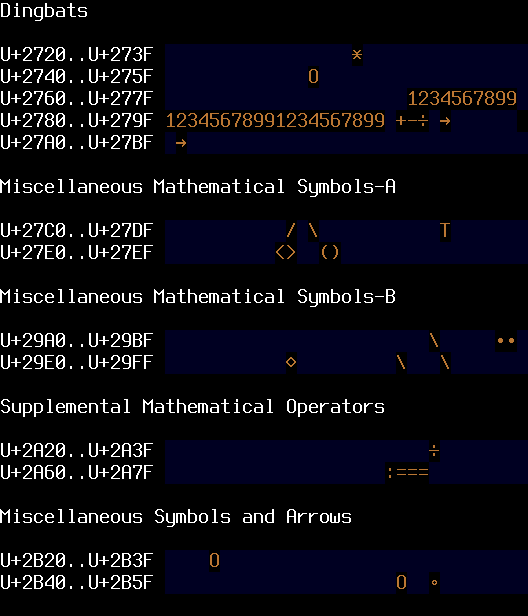 Dingbats
U+2720..U+273F *
U+2740..U+275F O
U+2760..U+277F 1234567899
U+2780..U+279F 12345678991234567899 +−÷ →
U+27A0..U+27BF →
Miscellaneous Mathematical Symbols-A
U+27C0..U+27DF / \ T
U+27E0..U+27EF <> ()
Miscellaneous Mathematical Symbols-B
U+29A0..U+29BF \ ••
U+29E0..U+29FF ◇ \ \
Supplemental Mathematical Operators
U+2A20..U+2A3F ÷
U+2A60..U+2A7F :===
Miscellaneous Symbols and Arrows
U+2B20..U+2B3F O
U+2B40..U+2B5F O ∘